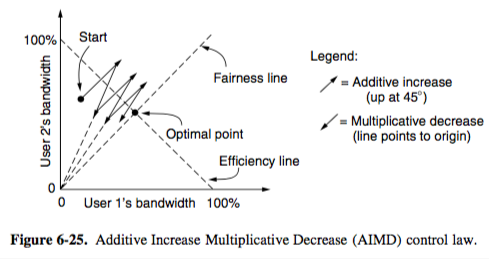 100%
Start
User 2's bandwidth
Fairness line
Optimal point
Efficiency line
0
0 User 1's bandwidth 100%
Legend:
= Additive increase
(up at 45°)
= Multiplicative decrease
(line points to origin)
Figure 6-25. Additive Increase Multiplicative Decrease (AIMD) control law.